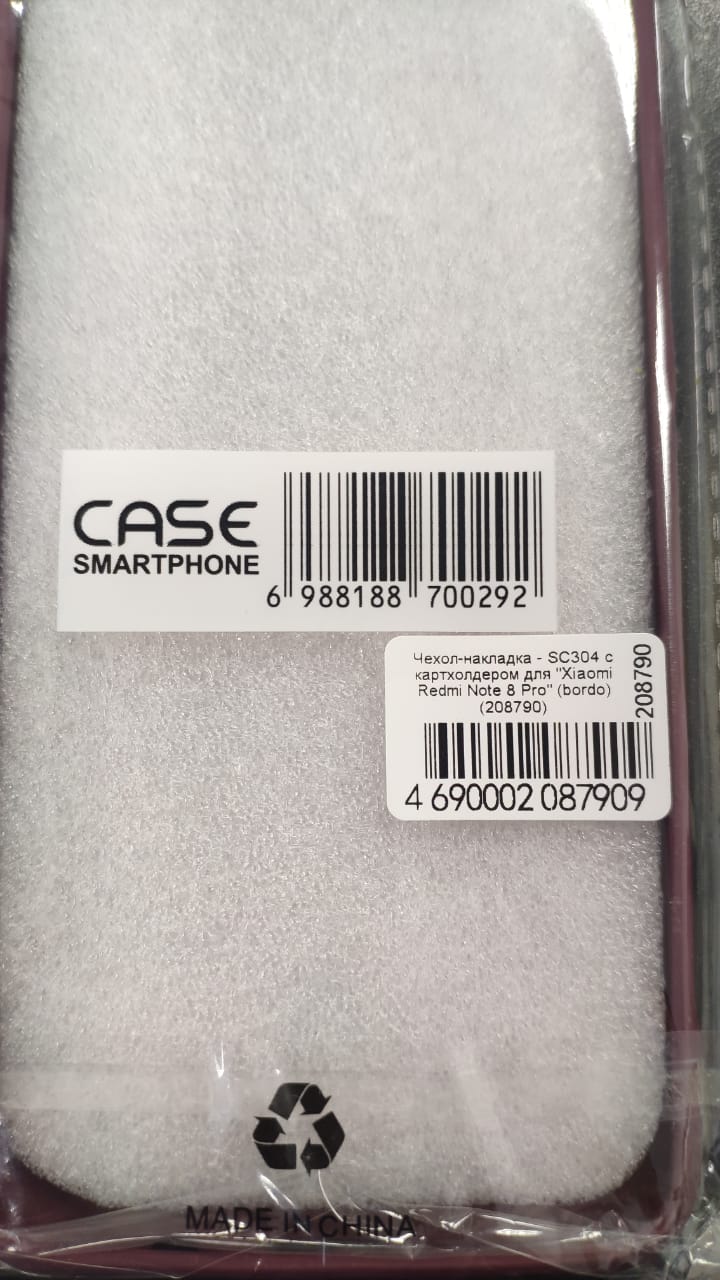 CASE
SMARTPHONE
6 988188 700292
Чехол-накладка - SC304 с
картхолдером для "Xiaomi
Redmi Note 8 Pro" (bordo)
(208790)
208790
4 690002 087909
MADE IN CHINA